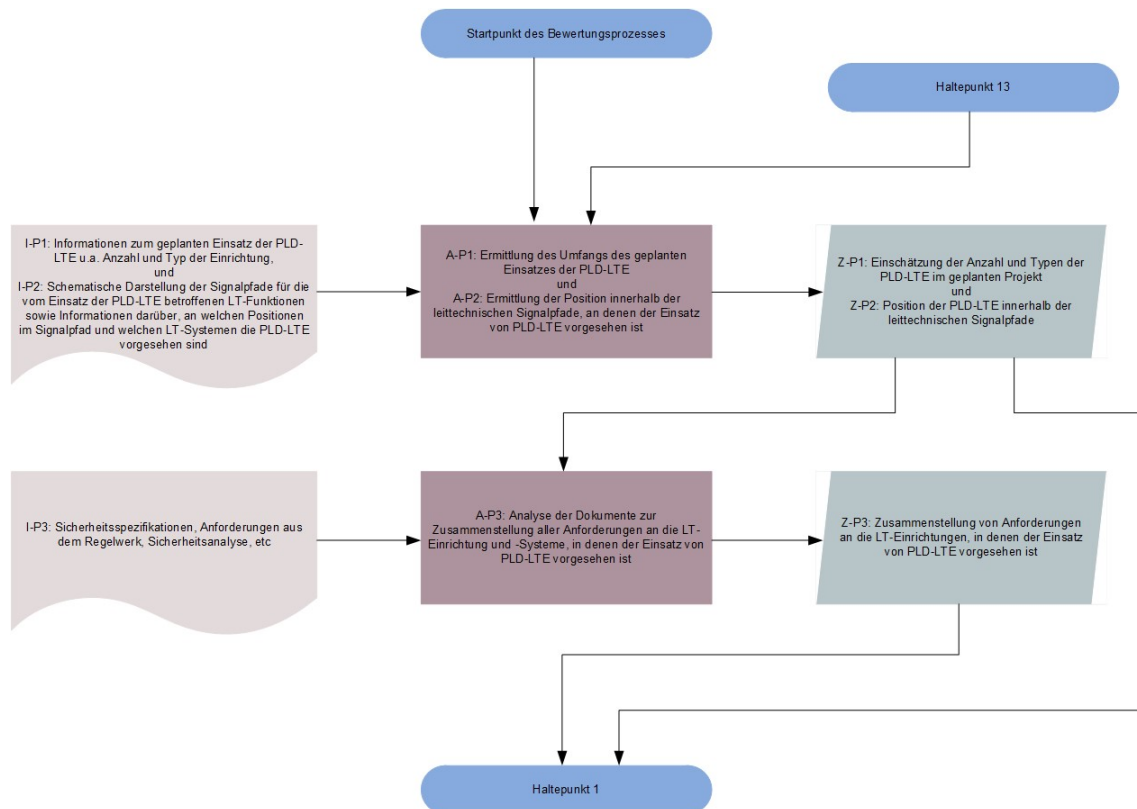 Startpunkt des Bewertungsprozesses
Haltepunkt 13
I-P1: Informationen zum geplanten Einsatz der PLD-
LTE u.a. Anzahl und Typ der Einrichtung,
und
I-P2: Schematische Darstellung der Signalpfade für die
vom Einsatz der PLD-LTE betroffenen LT-Funktionen
sowie Informationen darüber, an welchen Positionen
im Signalpfad und welchen LT-Systemen die PLD-LTE
vorgesehen sind
A-P1: Ermittlung des Umfangs des geplanten
Einsatzes der PLD-LTE
und
A-P2: Ermittlung der Position innerhalb der
leittechnischen Signalpfade, an denen der Einsatz
von PLD-LTE vorgesehen ist
Z-P1: Einschätzung der Anzahl und Typen der
PLD-LTE im geplanten Projekt
und
Z-P2: Position der PLD-LTE innerhalb der
leittechnischen Signalpfade
I-P3: Sicherheitsspezifikationen, Anforderungen aus
dem Regelwerk, Sicherheitsanalyse, etc
A-P3: Analyse der Dokumente zur
Zusammenstellung aller Anforderungen an die LT-
Einrichtung und -Systeme, in denen der Einsatz von
PLD-LTE vorgesehen ist
Z-P3: Zusammenstellung von Anforderungen
an die LT-Einrichtungen, in denen der Einsatz
von PLD-LTE vorgesehen ist
Haltepunkt 1